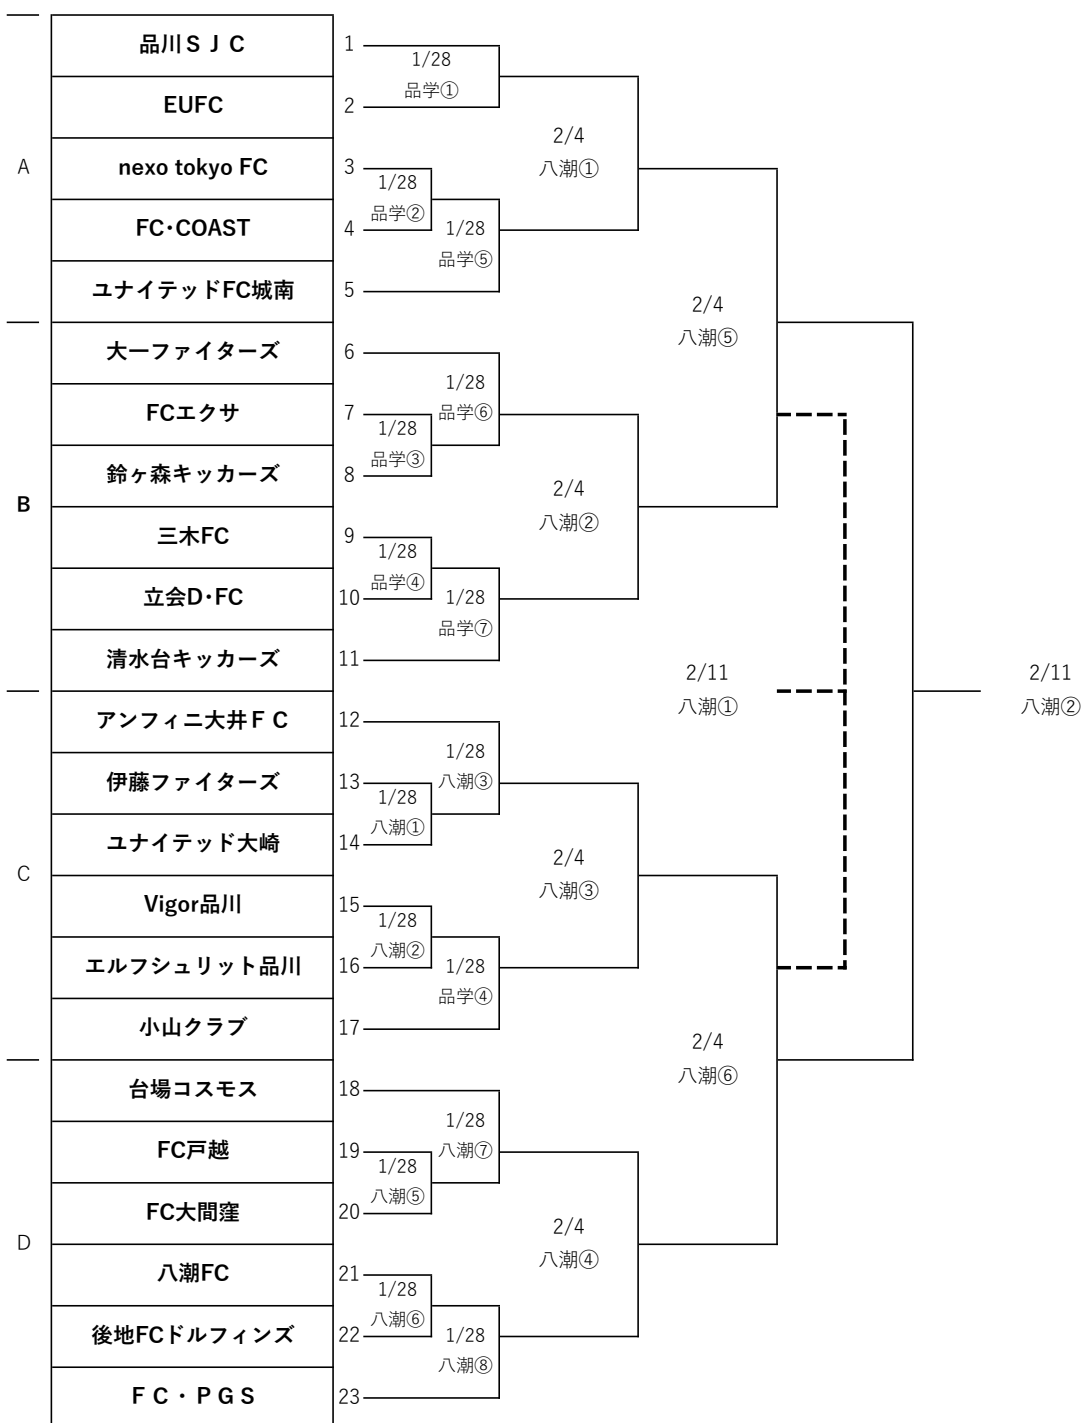 品川ＳＪＣ 1
1/28
品学①
EUFC 2
2/4
八潮①
A
nexo tokyo FC 3
1/28
品学②
FC･COAST 4
1/28
品学⑤
ユナイテッドFC城南 5
2/4
八潮⑤
大一ファイターズ 6
1/28
品学⑥
FCエクサ 7
1/28
品学③
鈴ヶ森キッカーズ 8
2/4
八潮②
B
三木FC 9
1/28
品学④
立会D･FC 10
1/28
品学⑦
清水台キッカーズ 11
2/11
八潮①
2/11
八潮②
アンフィニ大井ＦＣ 12
1/28
八潮③
伊藤ファイターズ 13
1/28
八潮①
ユナイテッド大崎 14
2/4
八潮③
C
Vigor品川 15
1/28
八潮②
エルフシュリット品川 16
1/28
品学④
小山クラブ 17
2/4
八潮⑥
台場コスモス 18
1/28
八潮⑦
FC戸越 19
1/28
八潮⑤
FC大間窪 20
2/4
八潮④
D
八潮FC 21
1/28
八潮⑥
後地FCドルフィンズ 22
1/28
八潮⑧
ＦＣ・ＰＧＳ 23